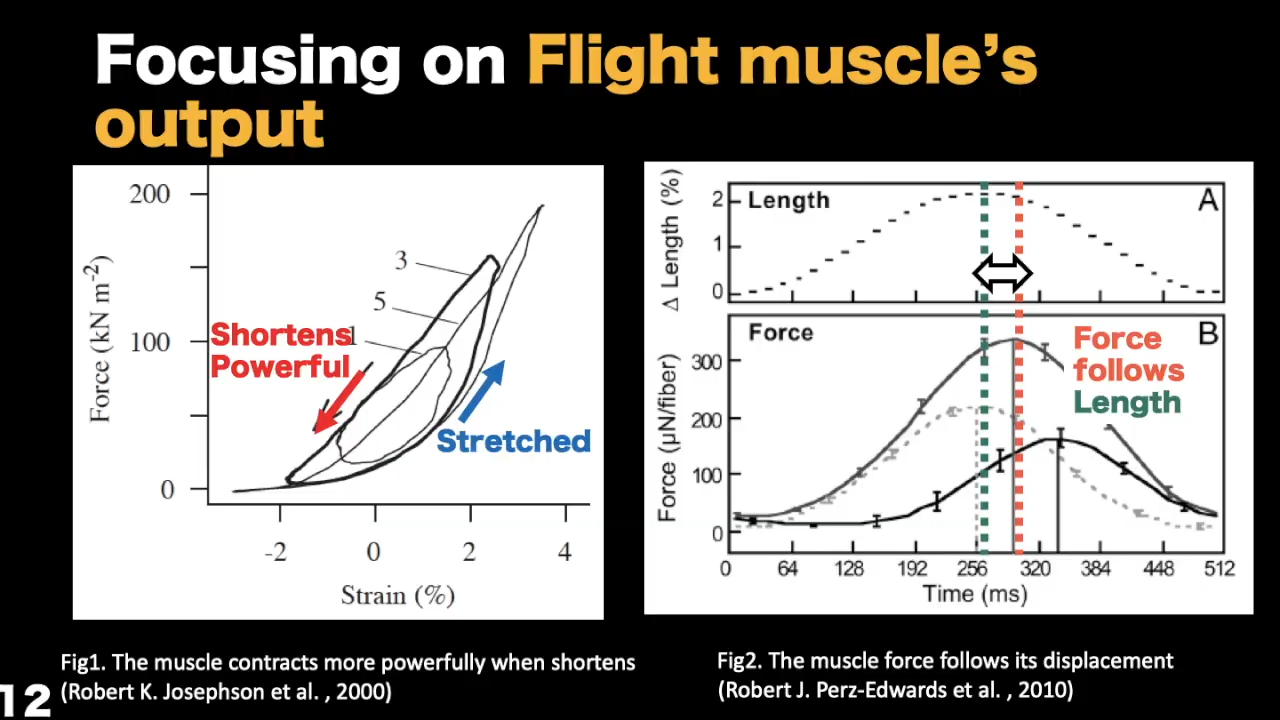 Focusing on Flight muscle's
output
200
100
0
Force (kN m-2)
3
5
1
Shortens
Powerful
Stretched
-2 0 2 4
Strain (%)
Δ Length (%)
2
1
0
Length
A
Force (µN/fiber)
300
200
100
0
Force
B
Force
follows
Length
0 64 128 192 256 320 384 448 512
Time (ms)
Fig1. The muscle contracts more powerfully when shortens
(Robert K. Josephson et al. , 2000)
Fig2. The muscle force follows its displacement
(Robert J. Perz-Edwards et al. , 2010)
12